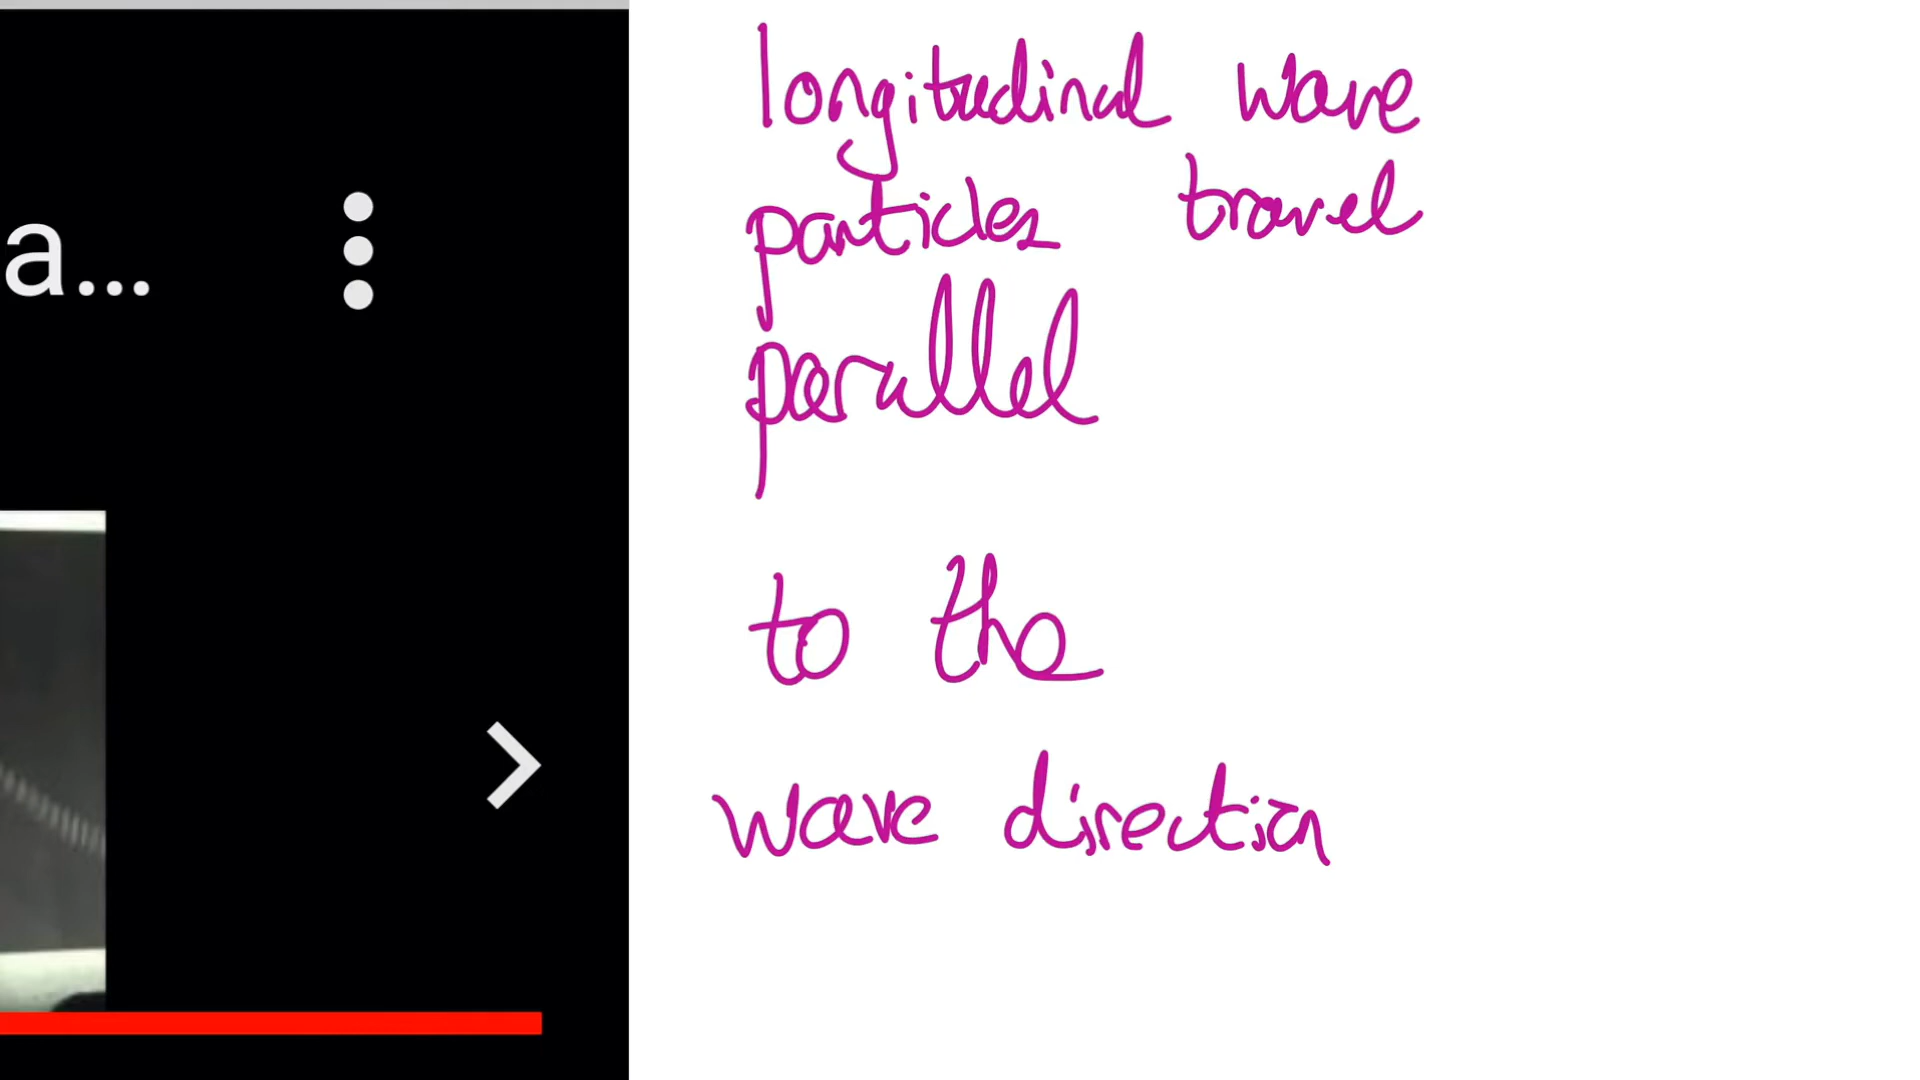 a...
longitudinal wave
particles travel
parallel
to the
wave direction